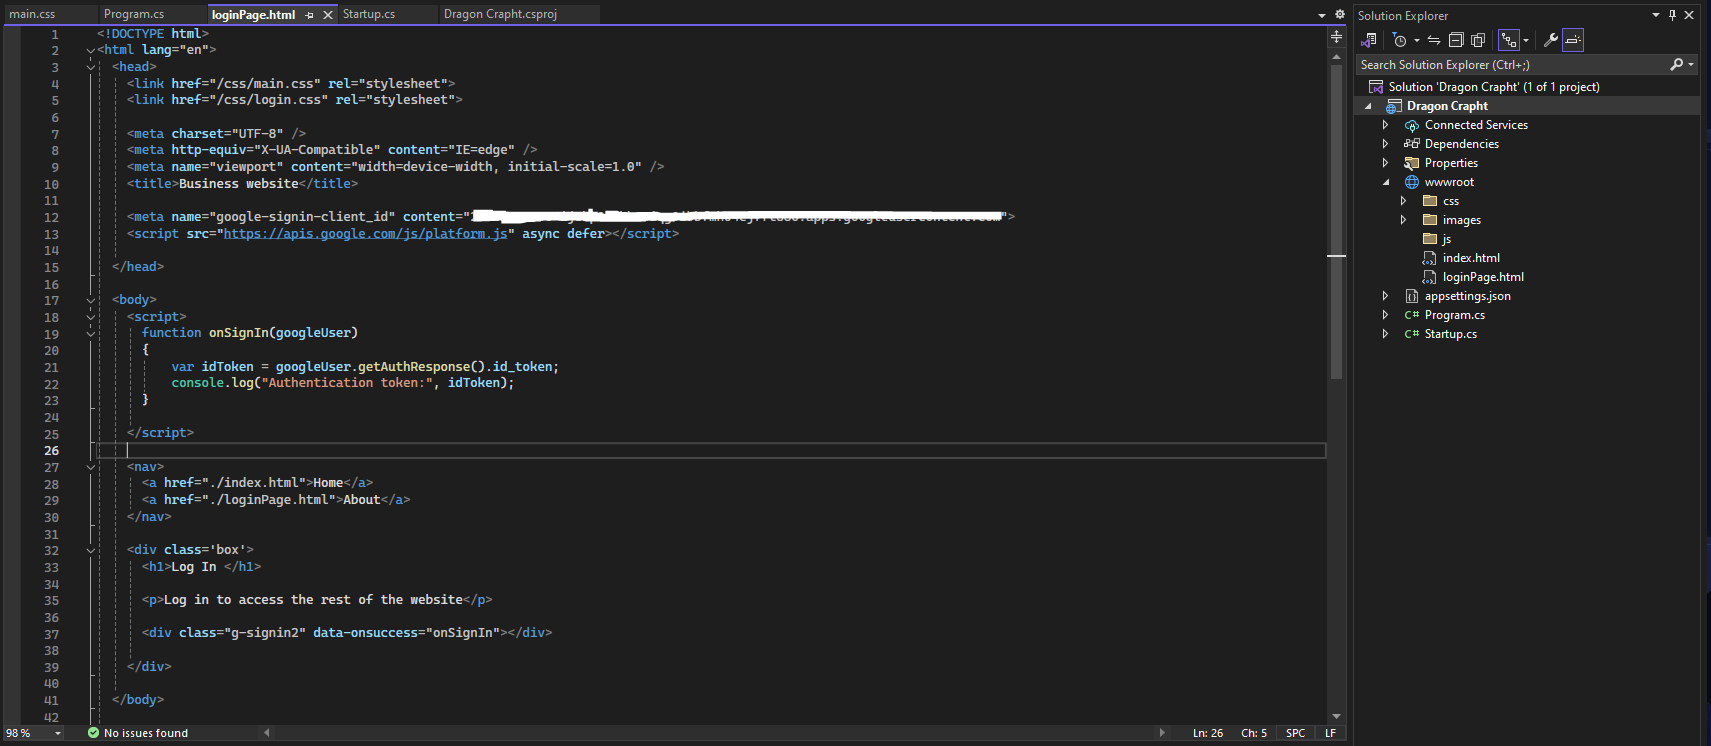 main.css Program.cs loginPage.html Startup.cs Dragon Crapht.csproj
1 <!DOCTYPE html>
2 <html lang="en">
3 <head>
4 <link href="/css/main.css" rel="stylesheet">
5 <link href="/css/login.css" rel="stylesheet">
6
7 <meta charset="UTF-8" />
8 <meta http-equiv="X-UA-Compatible" content="IE=edge" />
9 <meta name="viewport" content="width=device-width, initial-scale=1.0" />
10 <title>Business website</title>
11
12 <meta name="google-signin-client_id" content="">
13 <script src="https://apis.google.com/js/platform.js" async defer></script>
14
15 </head>
16
17 <body>
18 <script>
19 function onSignIn(googleUser)
20 {
21 var idToken = googleUser.getAuthResponse().id_token;
22 console.log("Authentication token:", idToken);
23 }
24
25 </script>
26
27 <nav>
28 <a href="./index.html">Home</a>
29 <a href="./loginPage.html">About</a>
30 </nav>
31
32 <div class='box'>
33 <h1>Log In </h1>
34
35 <p>Log in to access the rest of the website</p>
36
37 <div class="g-signin2" data-onsuccess="onSignIn"></div>
38
39 </div>
40
41 </body>
42
98 % No issues found Ln: 26 Ch: 5 SPC LF
Solution Explorer
Search Solution Explorer (Ctrl+;)
Solution 'Dragon Crapht' (1 of 1 project)
Dragon Crapht
Connected Services
Dependencies
Properties
wwwroot
css
images
js
index.html
loginPage.html
appsettings.json
C# Program.cs
C# Startup.cs